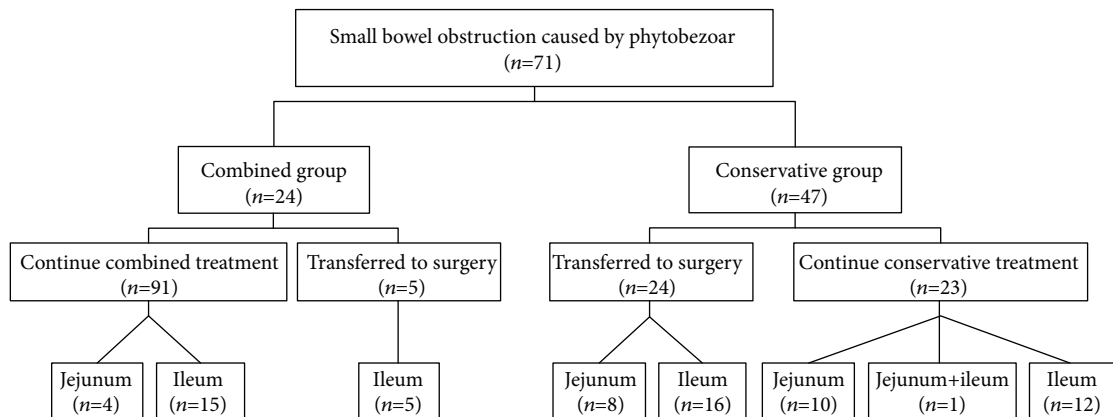 Small bowel obstruction caused by phytobezoar
(n=71)
Combined group
(n=24)
Conservative group
(n=47)
Continue combined treatment
(n=91)
Transferred to surgery
(n=5)
Transferred to surgery
(n=24)
Continue conservative treatment
(n=23)
Jejunum
(n=4)
Ileum
(n=15)
Ileum
(n=5)
Jejunum
(n=8)
Ileum
(n=16)
Jejunum
(n=10)
Jejunum+ileum
(n=1)
Ileum
(n=12)